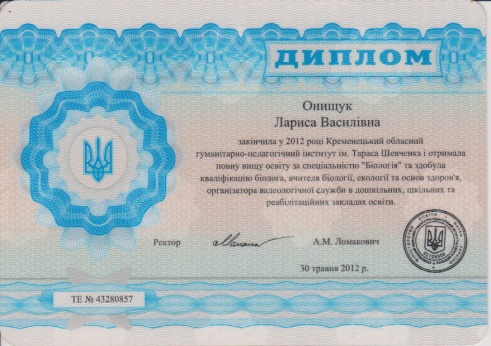 ДИПЛОМ
Онищук
Лариса Василівна
закінчила у 2012 році Кременецький обласний
гуманітарно-педагогічний інститут ім. Тараса Шевченка і отримала
повну вищу освіту за спеціальністю "Біологія" та здобула
кваліфікацію біолога, вчителя біології, екології та основ здоров'я,
організатора валеологічної служби в дошкільних, шкільних та
реабілітаційних закладах освіти.
Ректор А.М. Ломакович
30 травня 2012 р.
ТЕ № 43280857